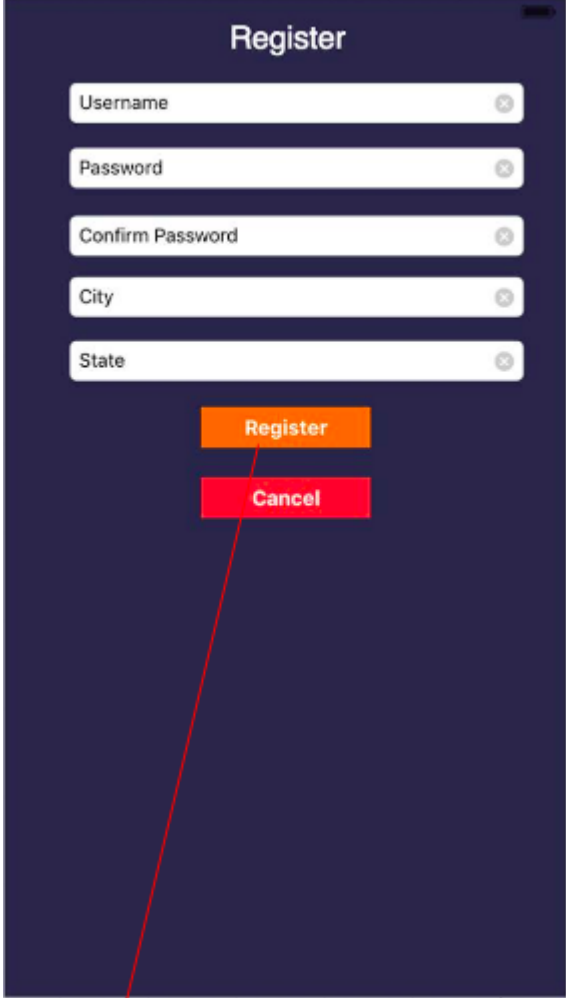 Register
Username
Password
Confirm Password
City
State
Register
Cancel